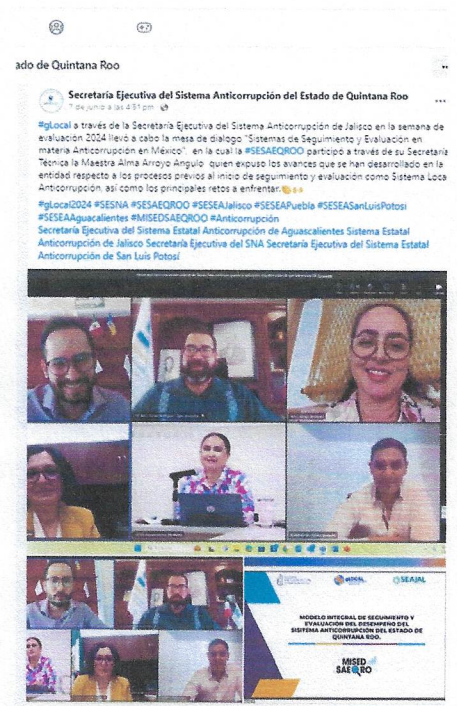 ado de Quintana Roo
Secretaría Ejecutiva del Sistema Anticorrupción del Estado de Quintana Roo
7 de junio a las 4:51 pm
#gLocal a través de la Secretaría Ejecutiva del Sistema Anticorrupción de Jalisco en la semana de
evaluación 2024 llevó a cabo la mesa de dialogo "Sistemas de Seguimiento y Evaluación en
materia Anticorrupción en México", en la cual la #SESAEQROO participó a través de su Secretaría
Técnica la Maestra Alma Arroyo Angulo quien expuso los avances que se han desarrollado en la
entidad respecto a los procesos previos al inicio de seguimiento y evaluación como Sistema Loca
Anticorrupción, así como los principales retos a enfrentar.
#gLocal2024 #SESNA #SESAEQROO #SESEAJalisco #SESEAPuebla #SESEASanLuisPotosi
#SESEAAguacalientes #MISEDSAEQROO #Anticorrupción
Secretaría Ejecutiva del Sistema Estatal Anticorrupción de Aguascalientes Sistema Estatal
Anticorrupción de Jalisco Secretaría Ejecutiva del SNA Secretaría Ejecutiva del Sistema Estatal
Anticorrupción de San Luis Potosí
SEAJAL
MODELO INTEGRAL DE SEGUIMIENTO Y
EVALUACIÓN DEL DESEMPEÑO DEL
SISTEMA ANTICORRUPCIÓN DEL ESTADO DE
QUINTANA ROO.
MISED
SAEQRO